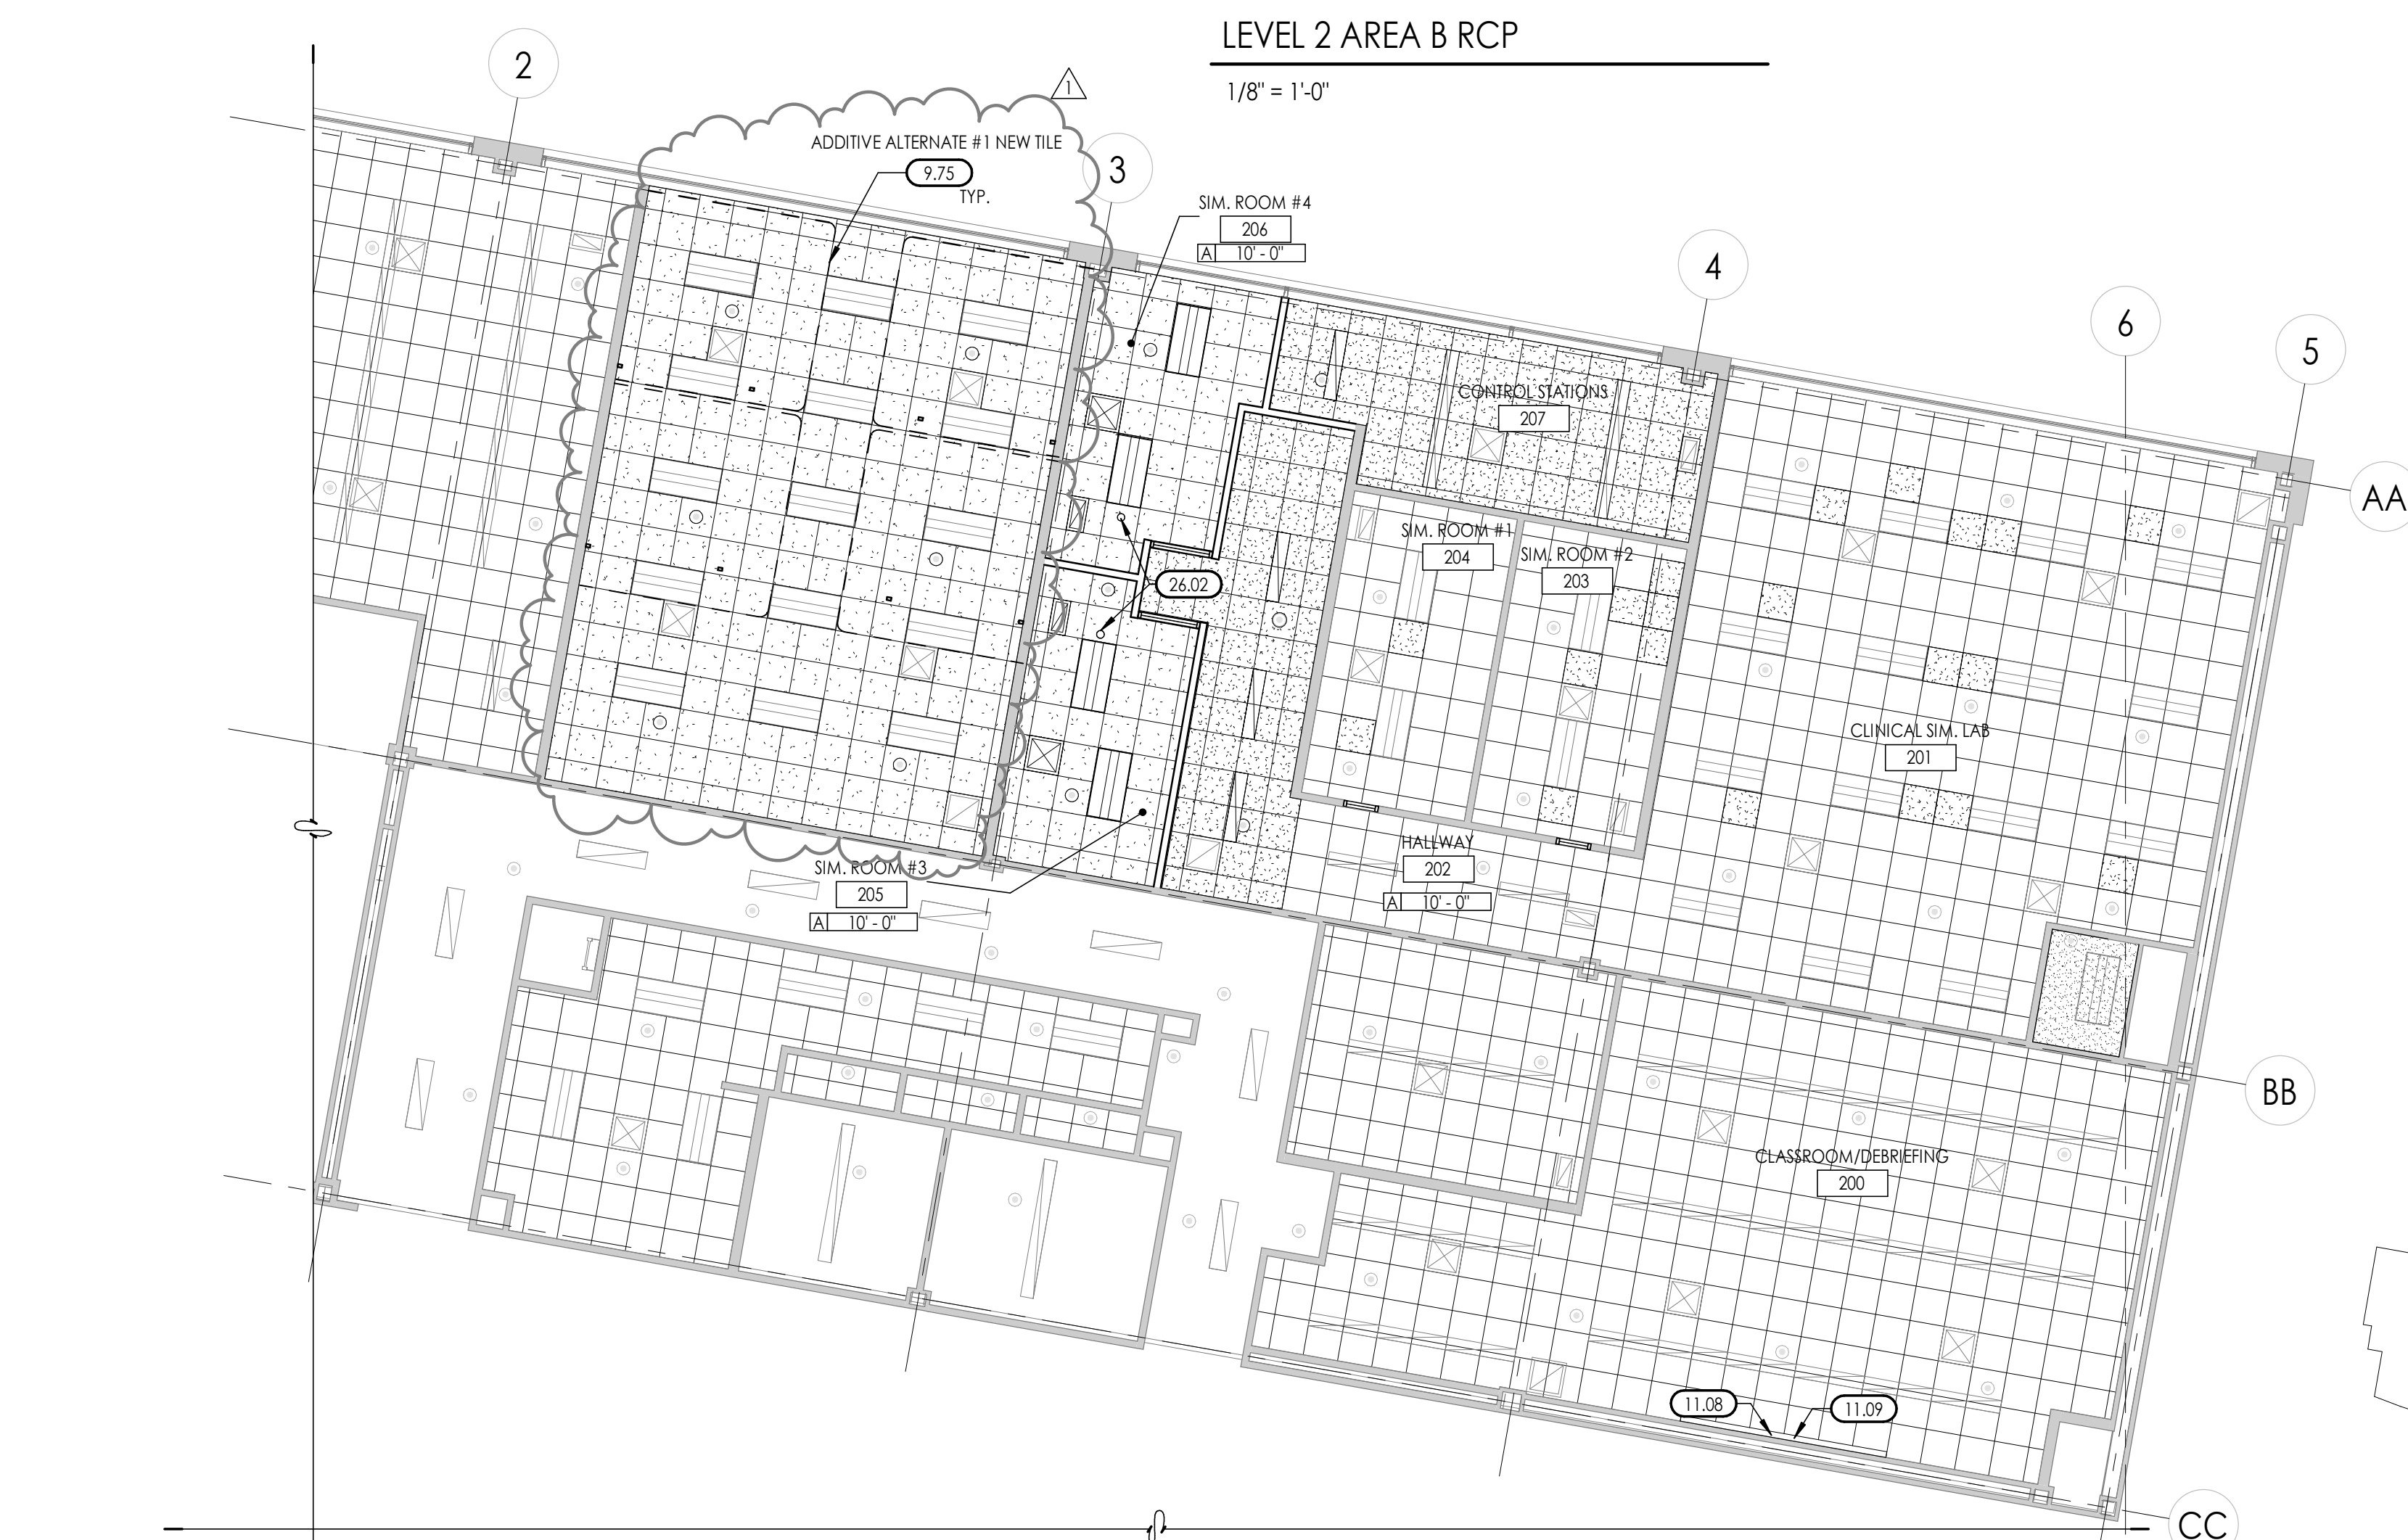 LEVEL 2 AREA B RCP
1/8" = 1'-0"
2
1
ADDITIVE ALTERNATE #1 NEW TILE
9.75
TYP.
3
SIM. ROOM #4
206
A 10' - 0"
4
6
5
CONTROL STATIONS
207
AA
SIM. ROOM #1
204
SIM. ROOM #2
203
26.02
CLINICAL SIM. LAB
201
HALLWAY
202
A 10' - 0"
SIM. ROOM #3
205
A 10' - 0"
BB
CLASSROOM/DEBRIEFING
200
11.08
11.09
CC